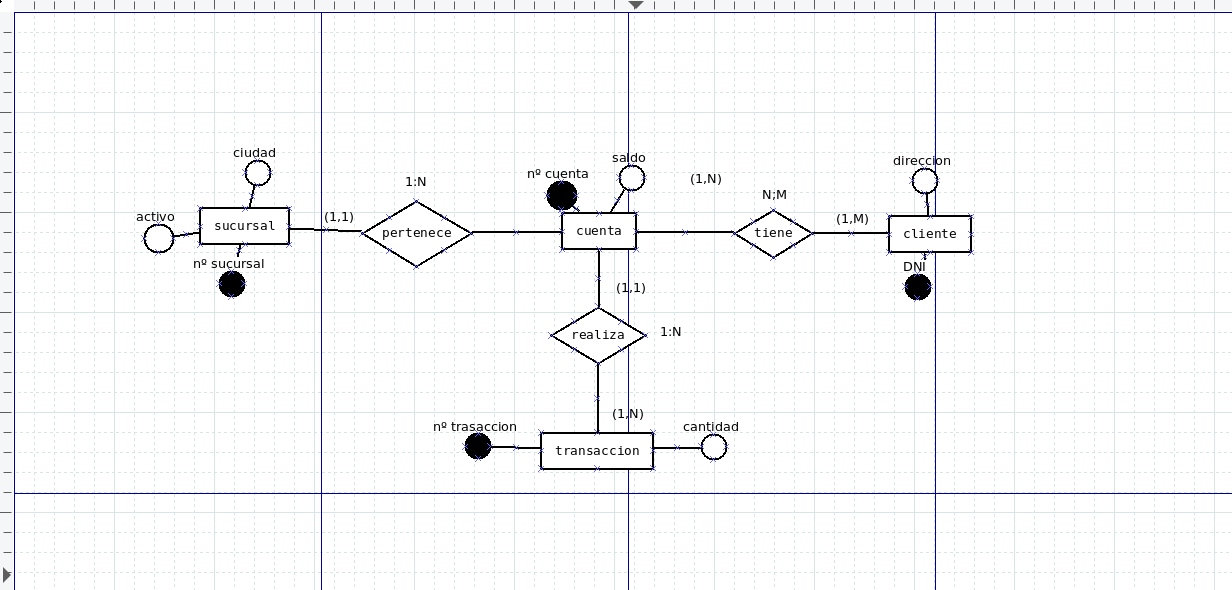 ciudad
activo
sucursal
nº sucursal
(1,1)
1:N
pertenece
nº cuenta
saldo
cuenta
(1,N)
N;M
tiene
(1,M)
direccion
cliente
DNI
(1,1)
realiza
1:N
(1,N)
nº trasaccion
transaccion
cantidad